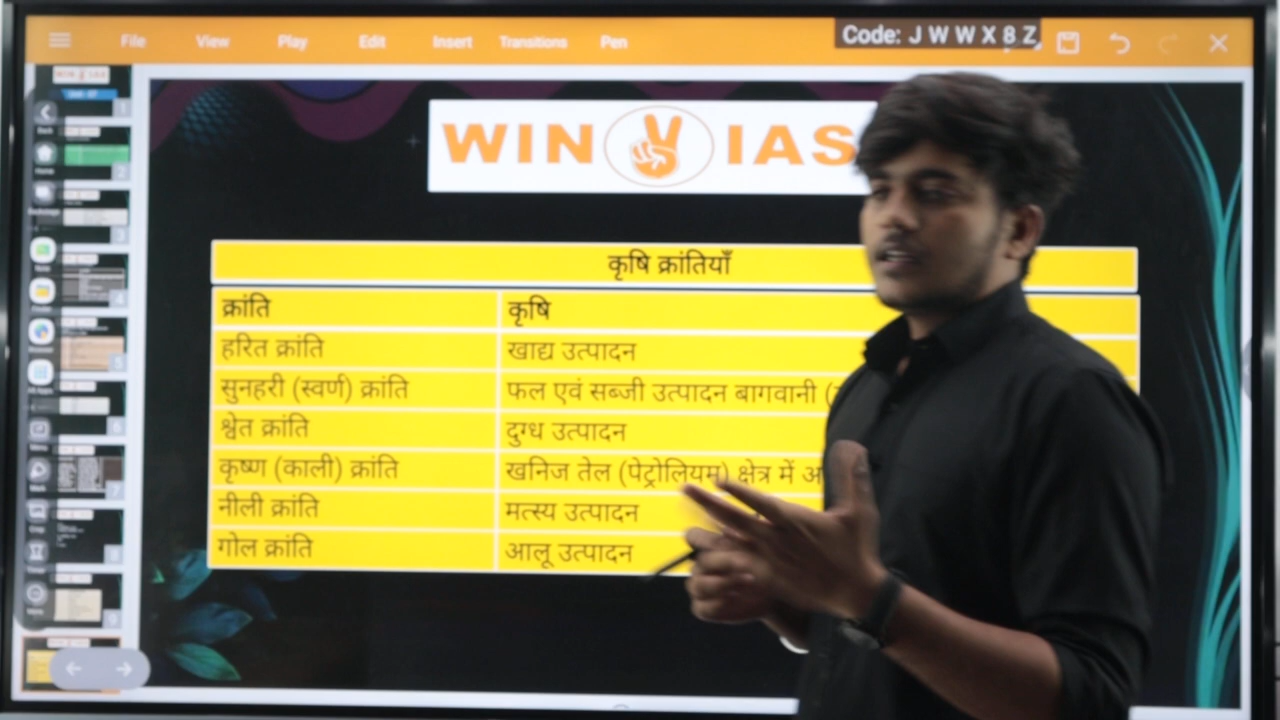 Code: J W W X 8 Z
File View Play Edit Insert Transitions Pen
WIN IAS
कृषि क्रांतियाँ
क्रांति कृषि
हरित क्रांति खाद्य उत्पादन
सुनहरी (स्वर्ण) क्रांति फल एवं सब्जी उत्पादन बागवानी (
श्वेत क्रांति दुग्ध उत्पादन
कृष्ण (काली) क्रांति खनिज तेल (पेट्रोलियम) क्षेत्र में
नीली क्रांति मत्स्य उत्पादन
गोल क्रांति आलू उत्पादन